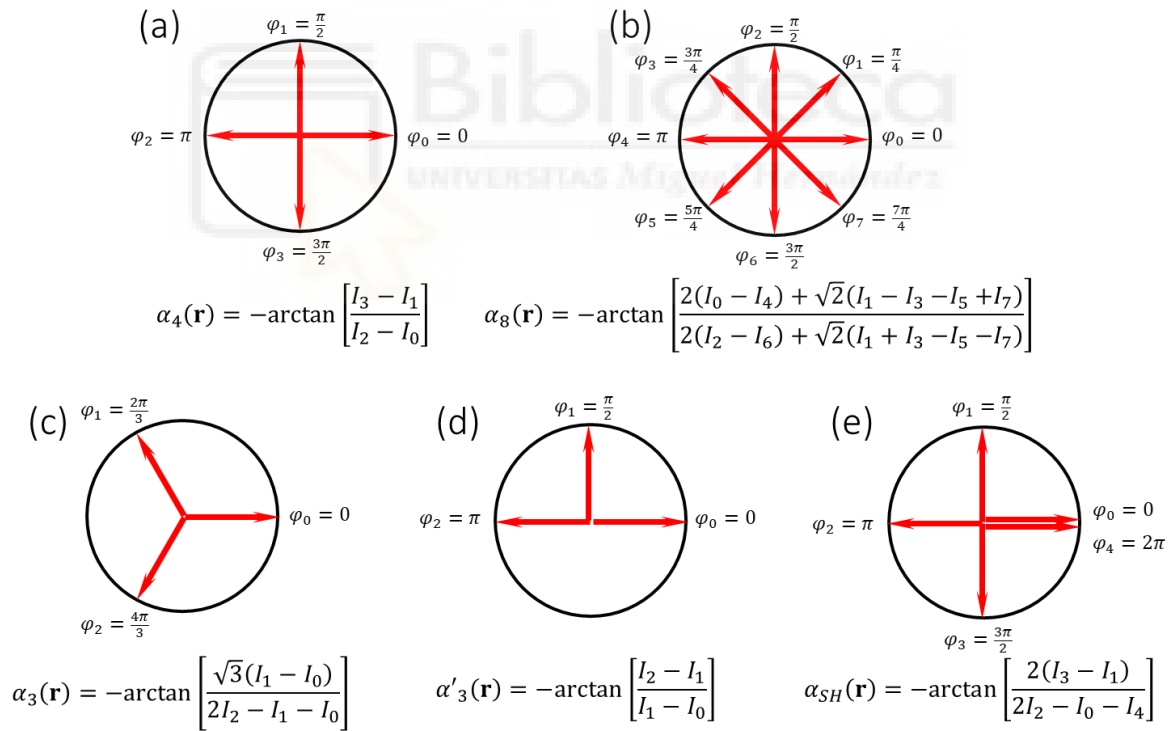 (a)
φ₁ = π/2
φ₂ = π
φ₀ = 0
φ₃ = 3π/2
α₄(𝐫) = −arctan [(I₃ − I₁)/(I₂ − I₀)]
(b)
φ₂ = π/2
φ₃ = 3π/4
φ₁ = π/4
φ₄ = π
φ₀ = 0
φ₅ = 5π/4
φ₇ = 7π/4
φ₆ = 3π/2
α₈(𝐫) = −arctan [(2(I₀ − I₄) + √2(I₁ − I₃ −I₅ +I₇))/(2(I₂ − I₆) + √2(I₁ + I₃ −I₅ −I₇))]
Biblioteca
UNIVERSITAS Miguel Hernández
(c)
φ₁ = 2π/3
φ₀ = 0
φ₂ = 4π/3
α₃(𝐫) = −arctan [√3(I₁ − I₀)/(2I₂ − I₁ − I₀)]
(d)
φ₁ = π/2
φ₂ = π
φ₀ = 0
α'₃(𝐫) = −arctan [(I₂ − I₁)/(I₁ − I₀)]
(e)
φ₁ = π/2
φ₂ = π
φ₀ = 0
φ₄ = 2π
φ₃ = 3π/2
α_SH(𝐫) = −arctan [2(I₃ − I₁)/(2I₂ − I₀ − I₄)]